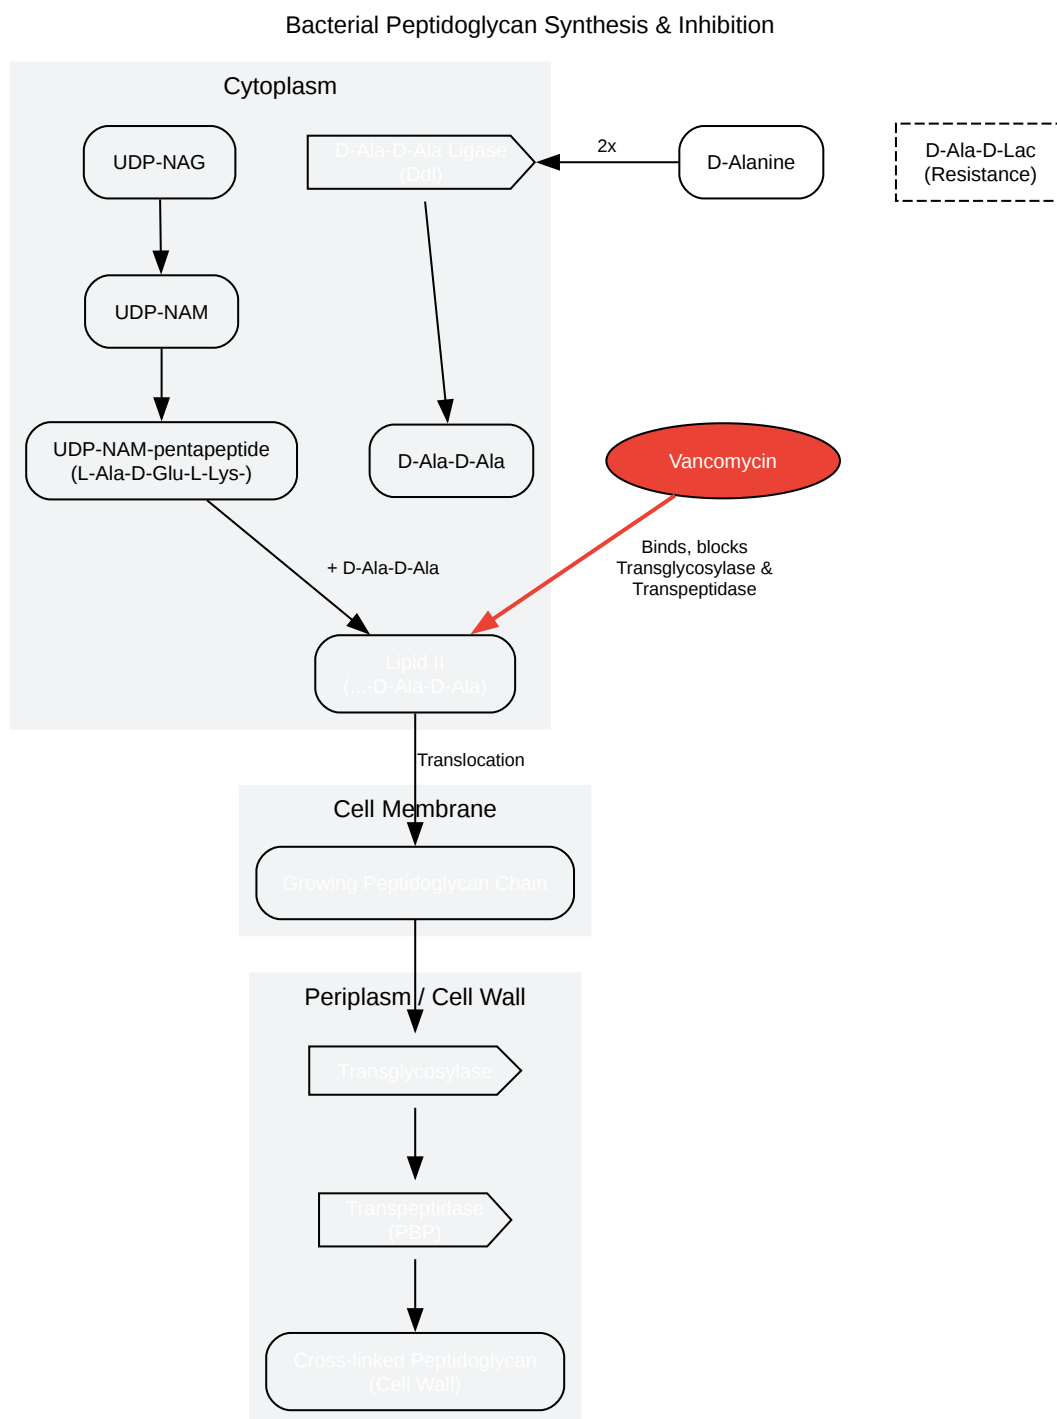 Bacterial Peptidoglycan Synthesis & Inhibition
Cytoplasm
UDP-NAG
D-Ala-D-Ala Ligase
(Ddl)
2x
D-Alanine
D-Ala-D-Lac
(Resistance)
UDP-NAM
UDP-NAM-pentapeptide
(L-Ala-D-Glu-L-Lys-)
D-Ala-D-Ala
Vancomycin
+ D-Ala-D-Ala
Binds, blocks
Transglycosylase &
Transpeptidase
Lipid II
(...-D-Ala-D-Ala)
Translocation
Cell Membrane
Growing Peptidoglycan Chain
Periplasm / Cell Wall
Transglycosylase
Transpeptidase
(PBP)
Cross-linked Peptidoglycan
(Cell Wall)